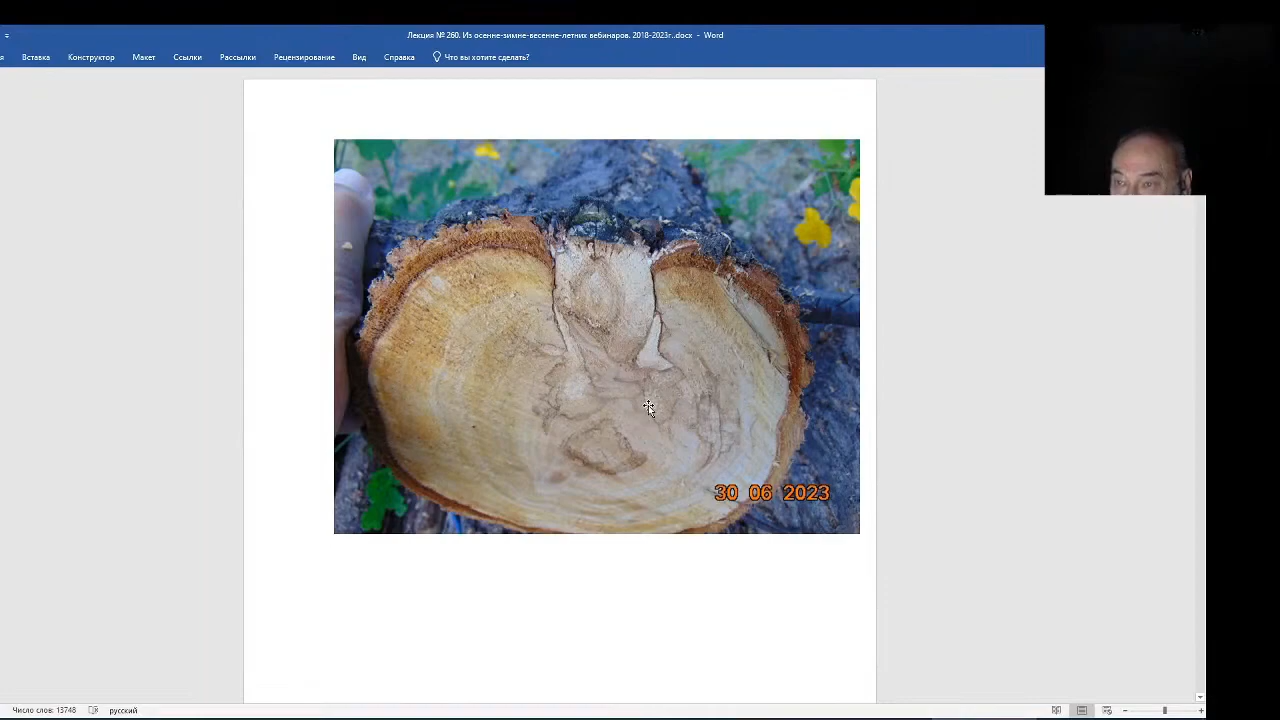 Лекция № 260. Из осенне-зимне-весенне-летних вебинаров. 2018-2023г..docx - Word
Вставка Конструктор Макет Ссылки Рассылки Рецензирование Вид Справка Что вы хотите сделать?
30 06 2023
Число слов: 13748 русский